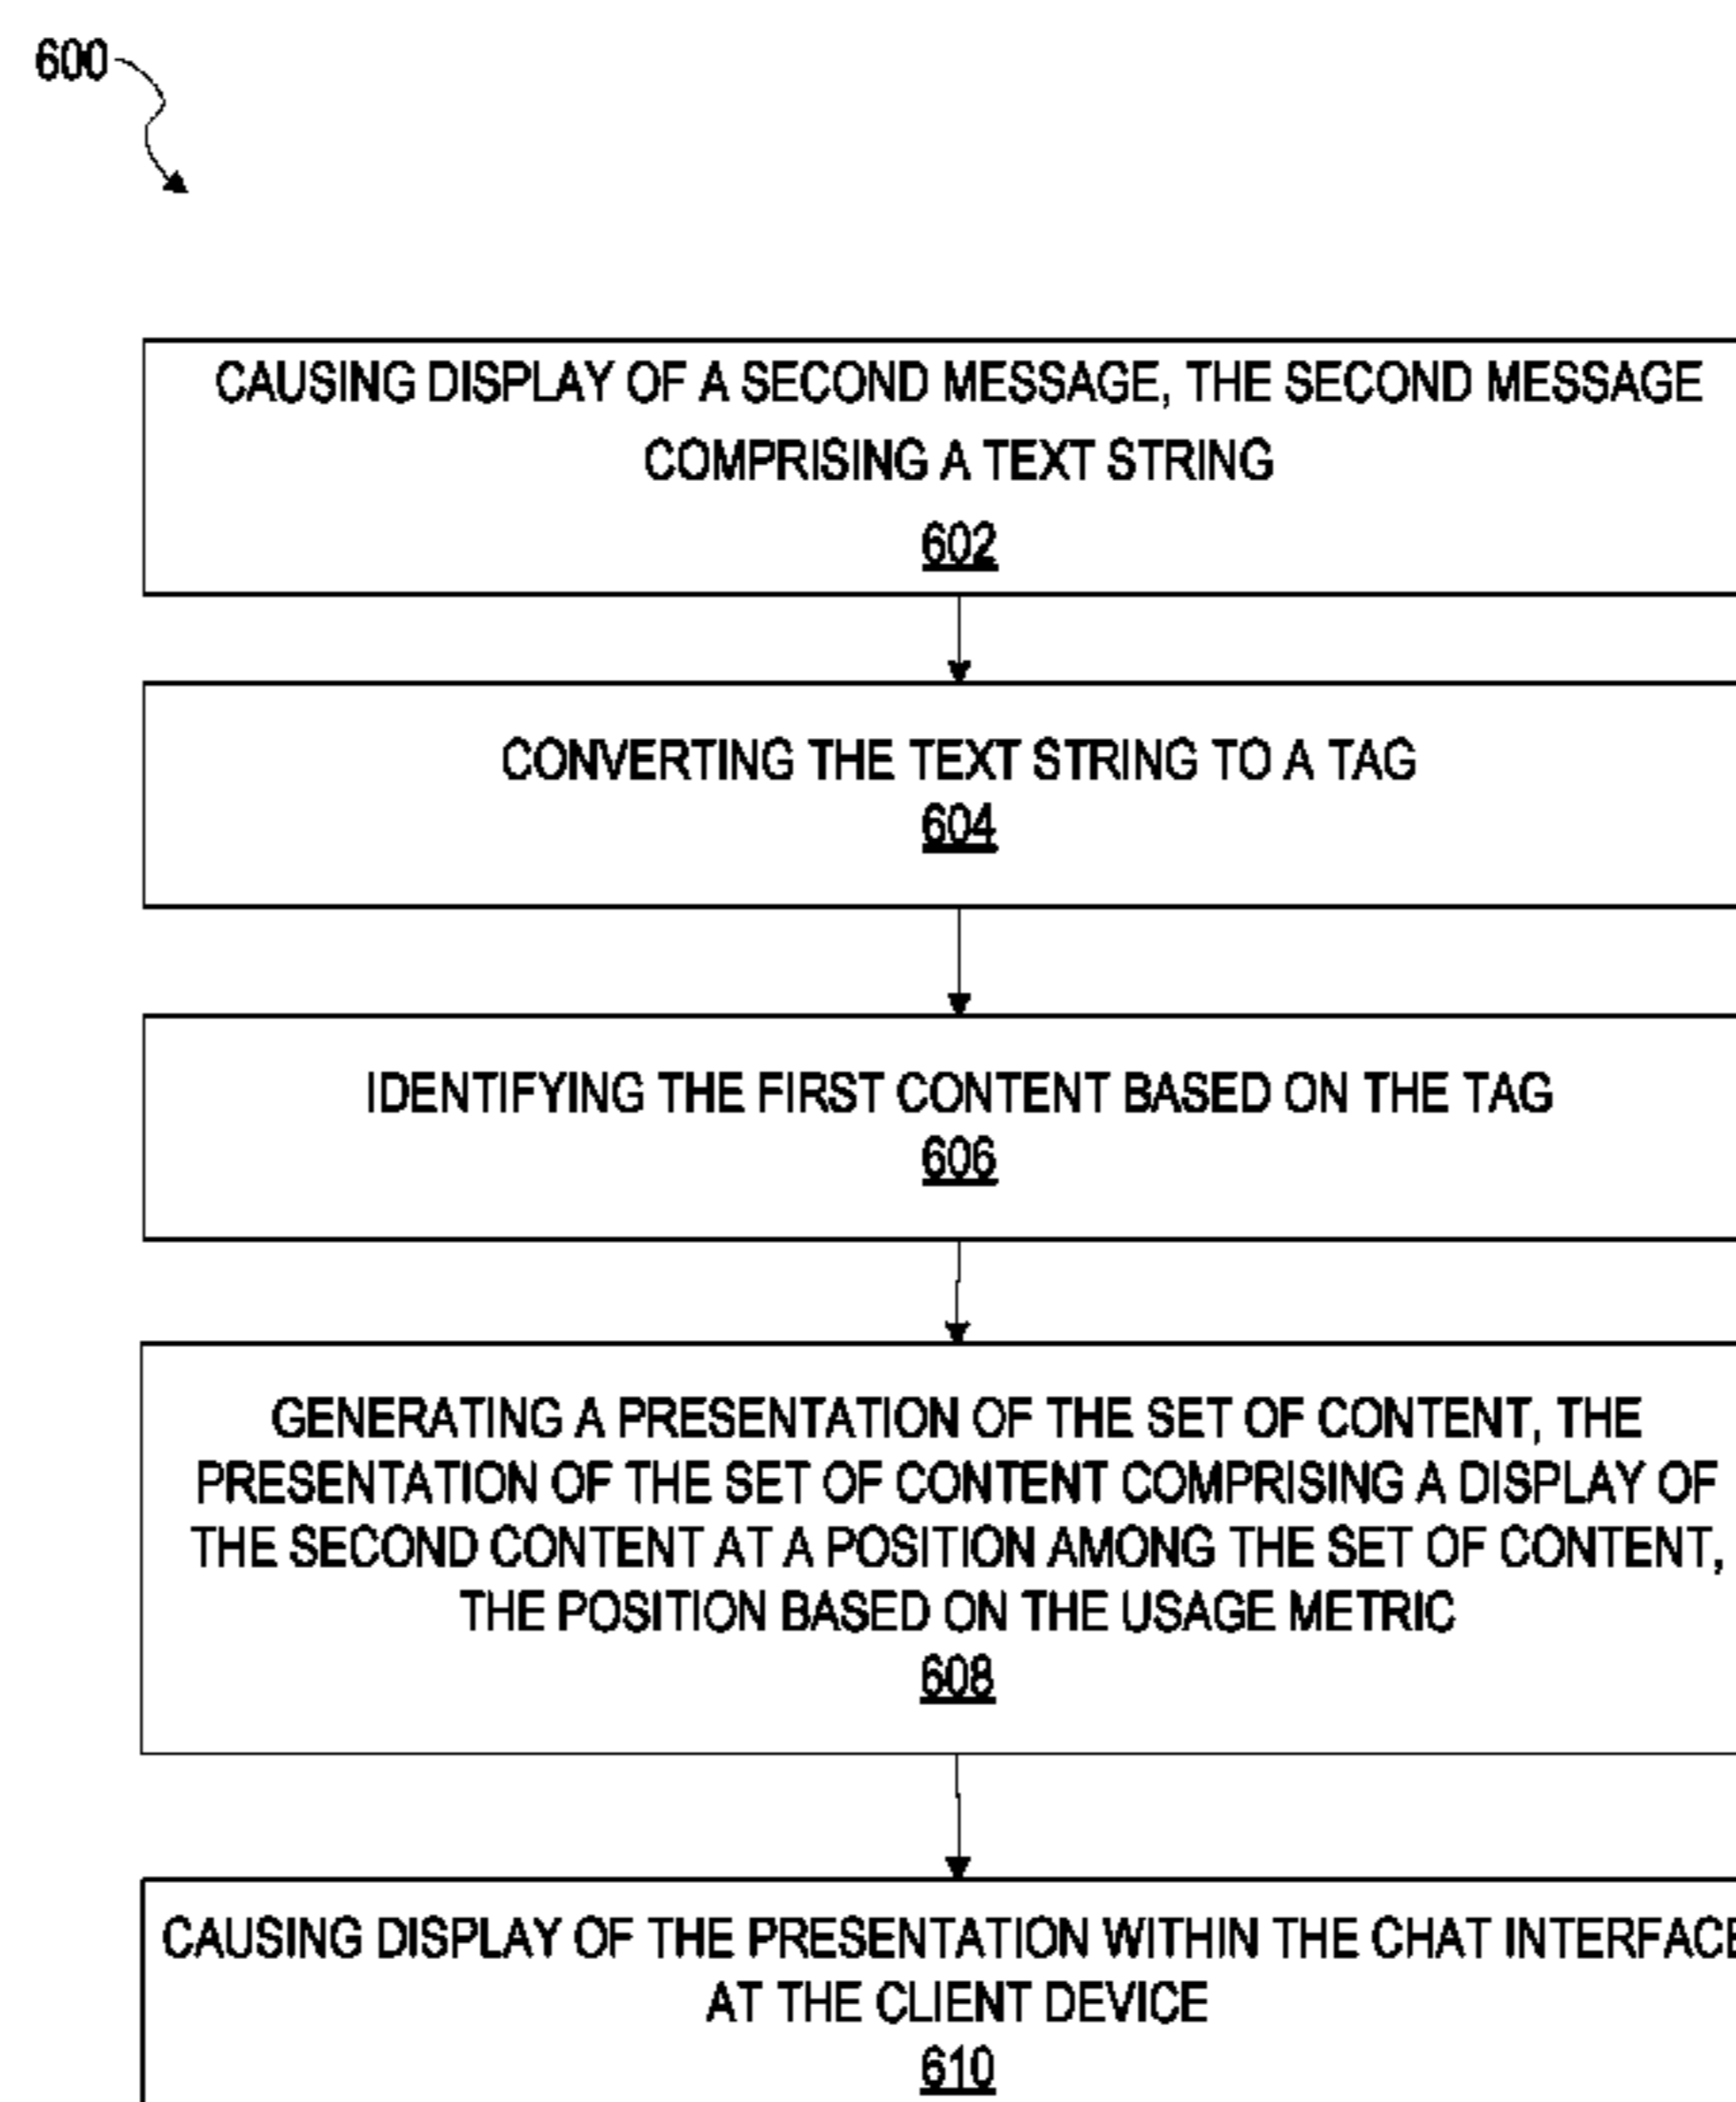 600
CAUSING DISPLAY OF A SECOND MESSAGE, THE SECOND MESSAGE
COMPRISING A TEXT STRING
602
CONVERTING THE TEXT STRING TO A TAG
604
IDENTIFYING THE FIRST CONTENT BASED ON THE TAG
606
GENERATING A PRESENTATION OF THE SET OF CONTENT, THE
PRESENTATION OF THE SET OF CONTENT COMPRISING A DISPLAY OF
THE SECOND CONTENT AT A POSITION AMONG THE SET OF CONTENT,
THE POSITION BASED ON THE USAGE METRIC
608
CAUSING DISPLAY OF THE PRESENTATION WITHIN THE CHAT INTERFACE
AT THE CLIENT DEVICE
610